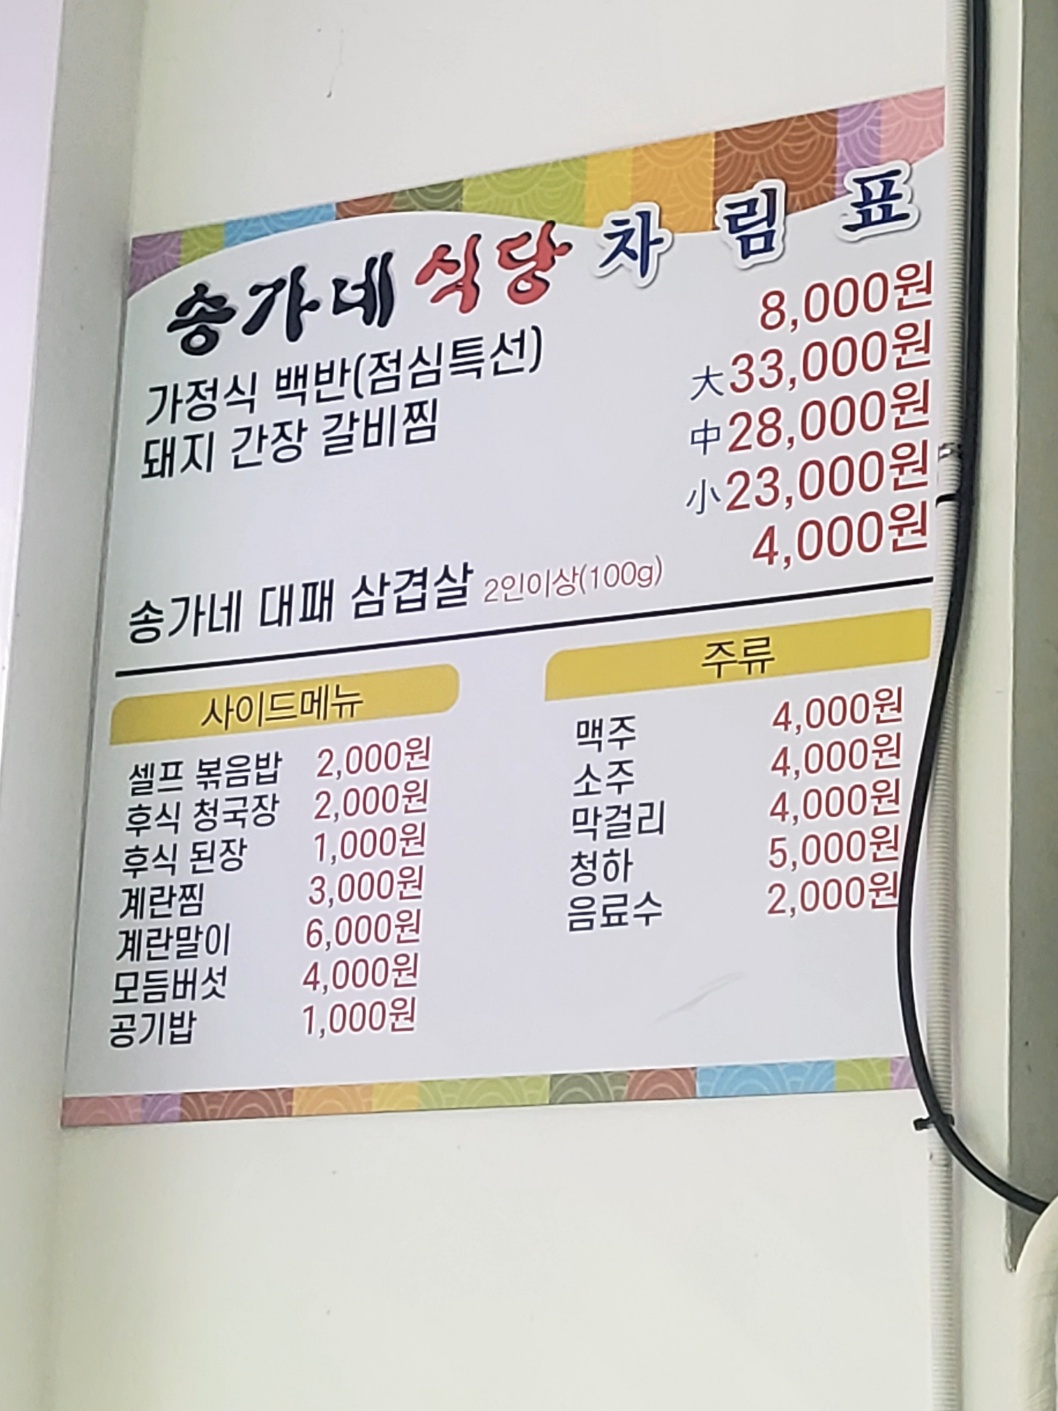 송가네 식당 차림표
가정식 백반(점심특선) 8,000원
돼지 간장 갈비찜 大33,000원
中28,000원
小23,000원
송가네 대패 삼겹살 2인이상(100g) 4,000원
사이드메뉴
셀프 볶음밥 2,000원
후식 청국장 2,000원
후식 된장 1,000원
계란찜 3,000원
계란말이 6,000원
모듬버섯 4,000원
공기밥 1,000원
주류
맥주 4,000원
소주 4,000원
막걸리 4,000원
청하 5,000원
음료수 2,000원